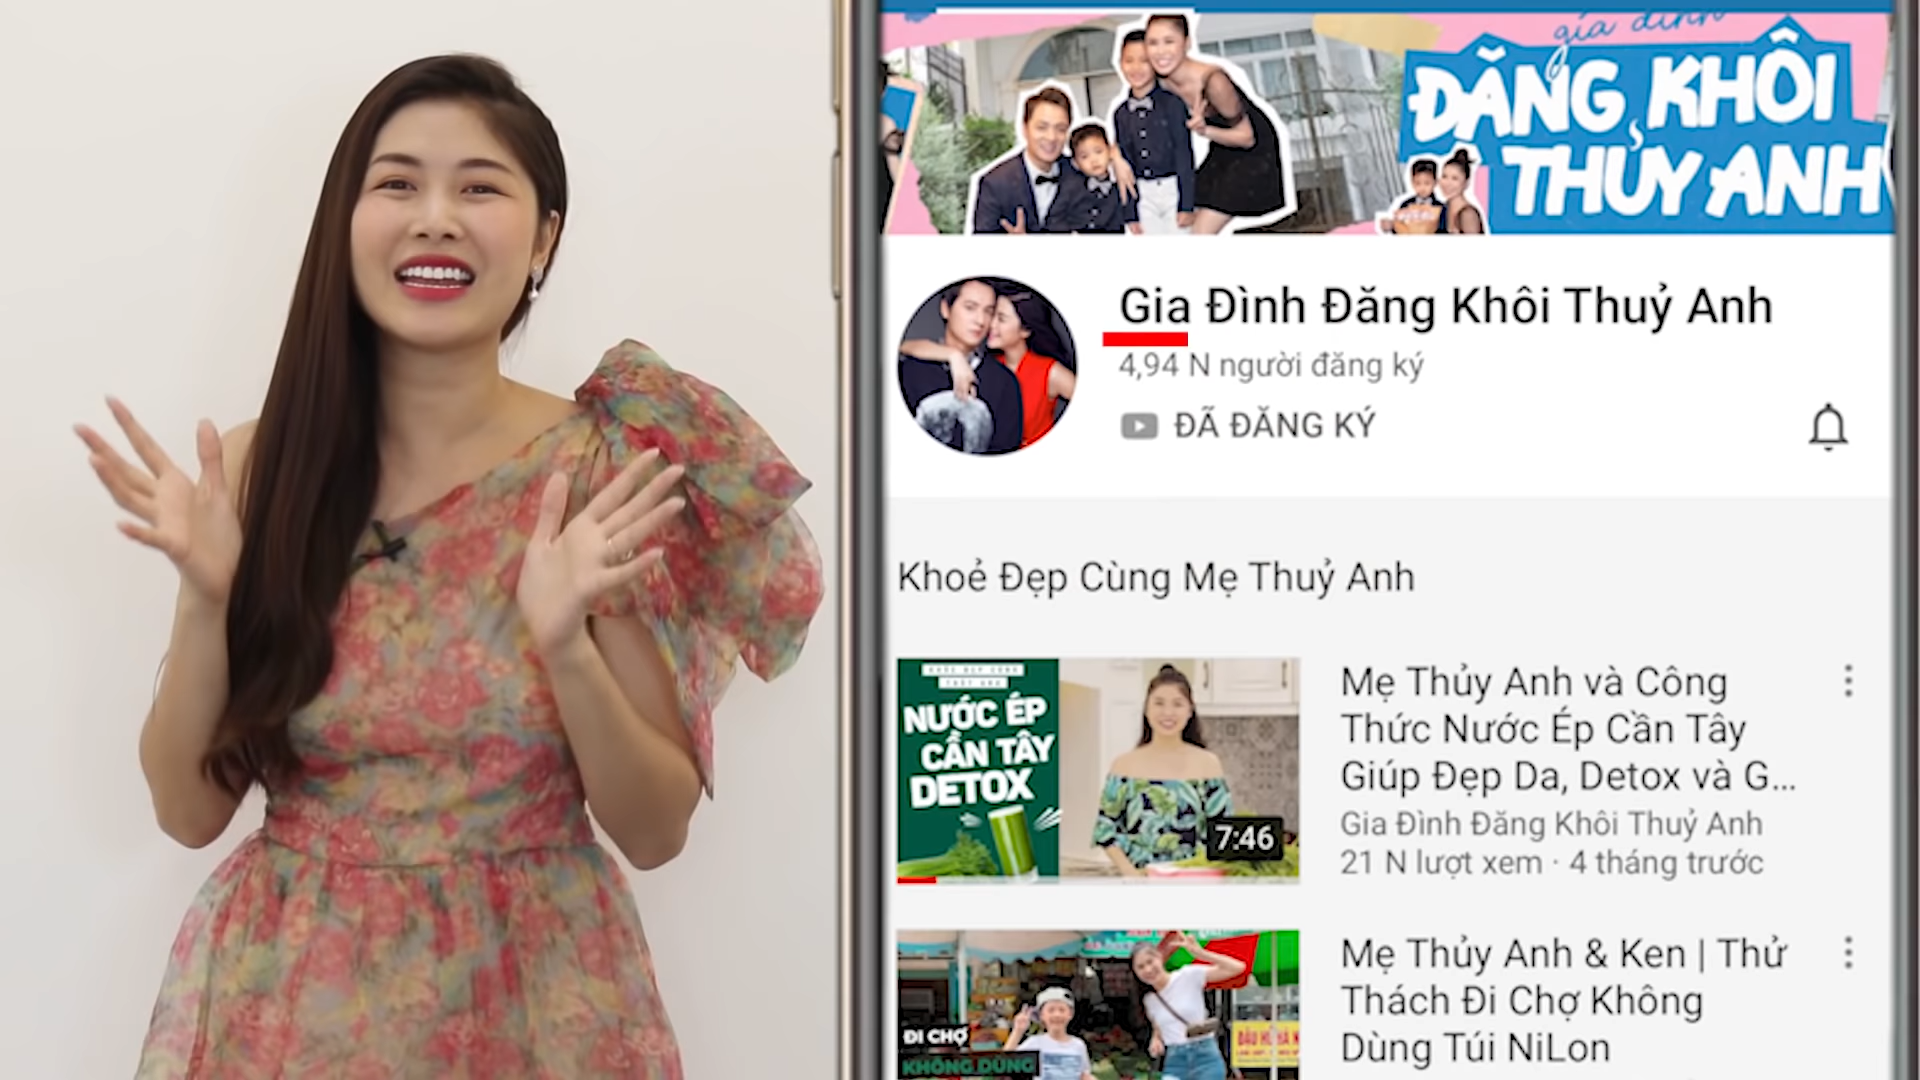 gia đình
ĐĂNG KHÔI
THỦY ANH
Gia Đình Đăng Khôi Thuỷ Anh
4,94 N người đăng ký
ĐÃ ĐĂNG KÝ
Khoẻ Đẹp Cùng Mẹ Thuỷ Anh
NƯỚC ÉP
CẦN TÂY
DETOX
7:46
Mẹ Thủy Anh và Công
Thức Nước Ép Cần Tây
Giúp Đẹp Da, Detox và G...
Gia Đình Đăng Khôi Thuỷ Anh
21 N lượt xem · 4 tháng trước
ĐI CHỢ
KHÔNG DÙNG
Mẹ Thủy Anh & Ken | Thử
Thách Đi Chợ Không
Dùng Túi NiLon